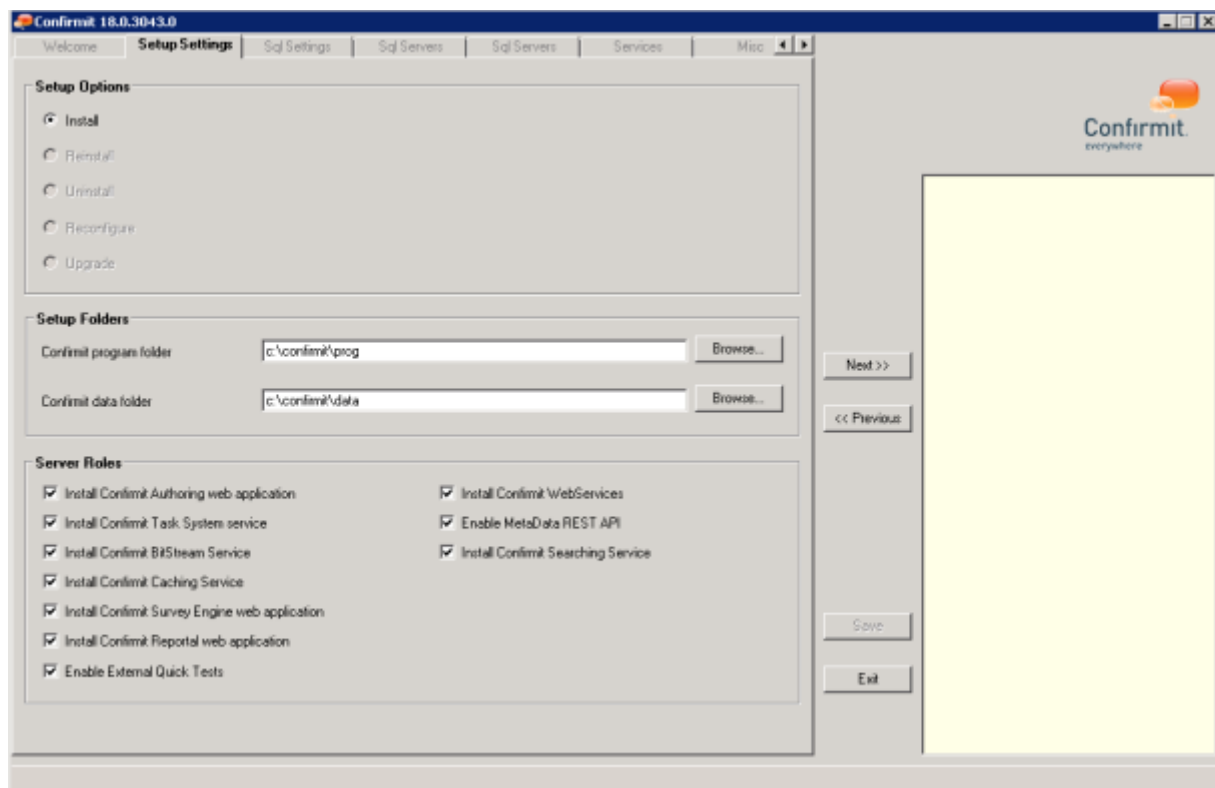 Confirmit 18.0.3043.0
Welcome Setup Settings Sql Settings Sql Servers Sql Servers Services Misc
Setup Options
Install
Reinstall
Uninstall
Reconfigure
Upgrade
Confirmit.
everywhere
Setup Folders
Confirmit program folder c:\confirmit\prog Browse...
Confirmit data folder c:\confirmit\data Browse...
Next >>
<< Previous
Server Roles
Install Confirmit Authoring web application Install Confirmit WebServices
Install Confirmit Task System service Enable MetaData REST API
Install Confirmit BitStream Service Install Confirmit Searching Service
Install Confirmit Caching Service
Install Confirmit Survey Engine web application
Install Confirmit Reportal web application
Enable External Quick Tests
Save
Exit